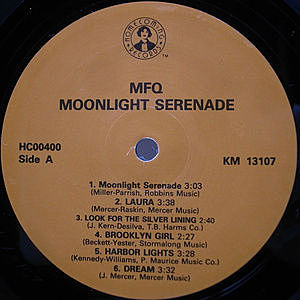 HOMECOMING RECORDS
TM
MFQ
MOONLIGHT SERENADE
HC00400
Side A
KM 13107
1. Moonlight Serenade 3:03
(Miller-Parrish, Robbins Music)
2. LAURA 3:38
(Mercer-Raskin, Mercer Music)
3. LOOK FOR THE SILVER LINING 2:40
(J. Kern-Desilva, T.B. Harms Co.)
4. BROOKLYN GIRL 2:27
(Beckett-Yester, Stormalong Music)
5. HARBOR LIGHTS 3:28
(Kennedy-Williams, P. Maurice Music Co.)
6. DREAM 3:32
(J. Mercer, Mercer Music)